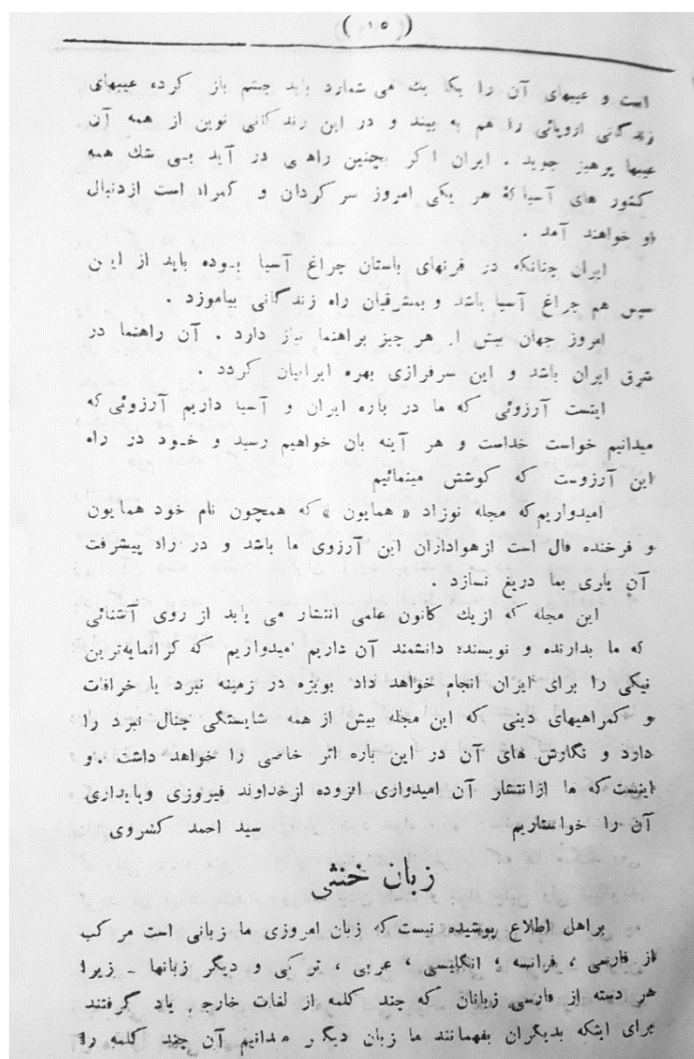 ( ۱۵ )
است و عیبهای آن را یکا یك می شمارد باید چشم باز کرده عیبهای
زندگانی اروپائی را هم به بیند و در این زندگانی نوین از همه آن
عیبها پرهیز جوید . ایران اگر بچنین راهی در آید بی شك همه
کشور های آسیا که هر یکی امروز سرگردان و گمراه است ازدنبال
او خواهند آمد .
ایران چنانکه در قرنهای باستان چراغ آسیا بوده باید از این
سپس هم چراغ آسیا باشد و بمشرقیان راه زندگانی بیاموزد .
امروز جهان بیش از هر چیز براهنما نیاز دارد . آن راهنما در
شرق ایران باشد و این سرفرازی بهره ایرانیان گردد .
اینست آرزوئی که ما در باره ایران و آسیا داریم آرزوئی که
میدانیم خواست خداست و هر آینه بان خواهیم رسید و خود در راه
این آرزوست که کوشش مینمائیم
امیدواریم که مجله نوزاد « همایون » که همچون نام خود همایون
و فرخنده فال است ازهواداران این آرزوی ما باشد و در راه پیشرفت
آن یاری بما دریغ نسازد .
این مجله که ازیك کانون علمی انتشار می یابد از روی آشنائی
که ما بدارنده و نویسنده دانشمند آن داریم امیدواریم که گرانمایه‌ترین
نیکی را برای ایران انجام خواهد داد بویژه در زمینه نبرد با خرافات
و گمراهیهای دینی که این مجله بیش از همه شایستگی چنان نبرد را
دارد و نگارش های آن در این باره اثر خاصی را خواهد داشت . و
اینست که ما ازانتشار آن امیدواری افزوده ازخداوند فیروزی وپایداری
آن را خواستاریم سید احمد کسروی
زبان خنثی
براهل اطلاع پوشیده نیست که زبان امروزی ما زبانی است مرکب
از فارسی ، فرانسه ، انگلیسی ، عربی ، ترکی و دیگر زبانها ـ زیرا
هر دسته از فارسی زبانان که چند کلمه از لغات خارجه یاد گرفتند
برای اینکه بدیگران بفهمانند ما زبان دیگر میدانیم آن چند کلمه را